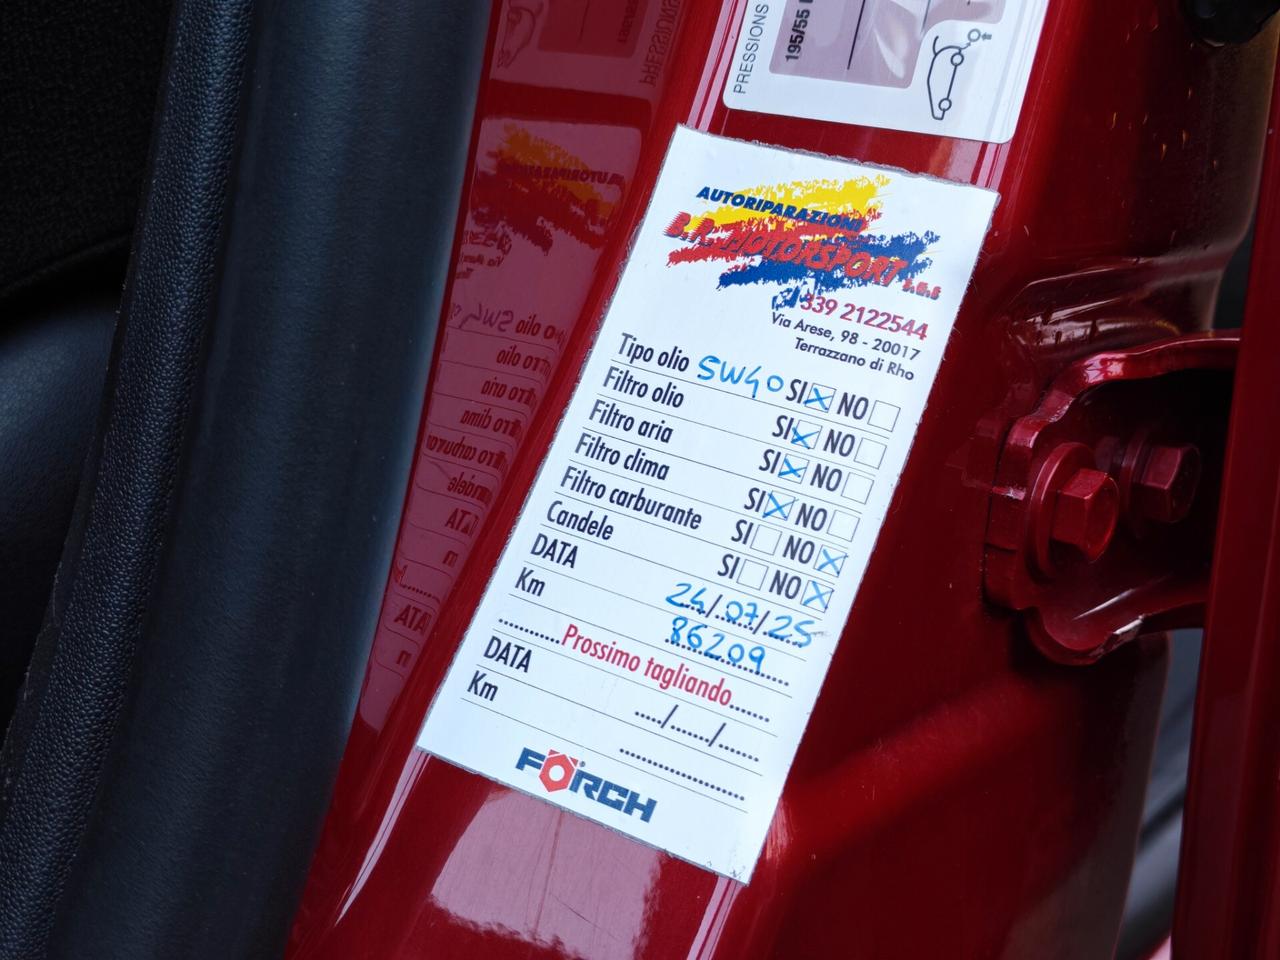 PRESSIONS
195/55
AUTORIPARAZIONI
B.R. MOTORSPORT s.a.s
339 2122544
Via Arese, 98 - 20017
Terrazzano di Rho
Tipo olio 5W40 SI NO
Filtro olio SI NO
Filtro aria SI NO
Filtro clima SI NO
Filtro carburante SI NO
Candele SI NO
DATA 24/07/25
Km 86209
...........Prossimo tagliando.......
DATA ...../......./......
Km ......................
FÖRCH